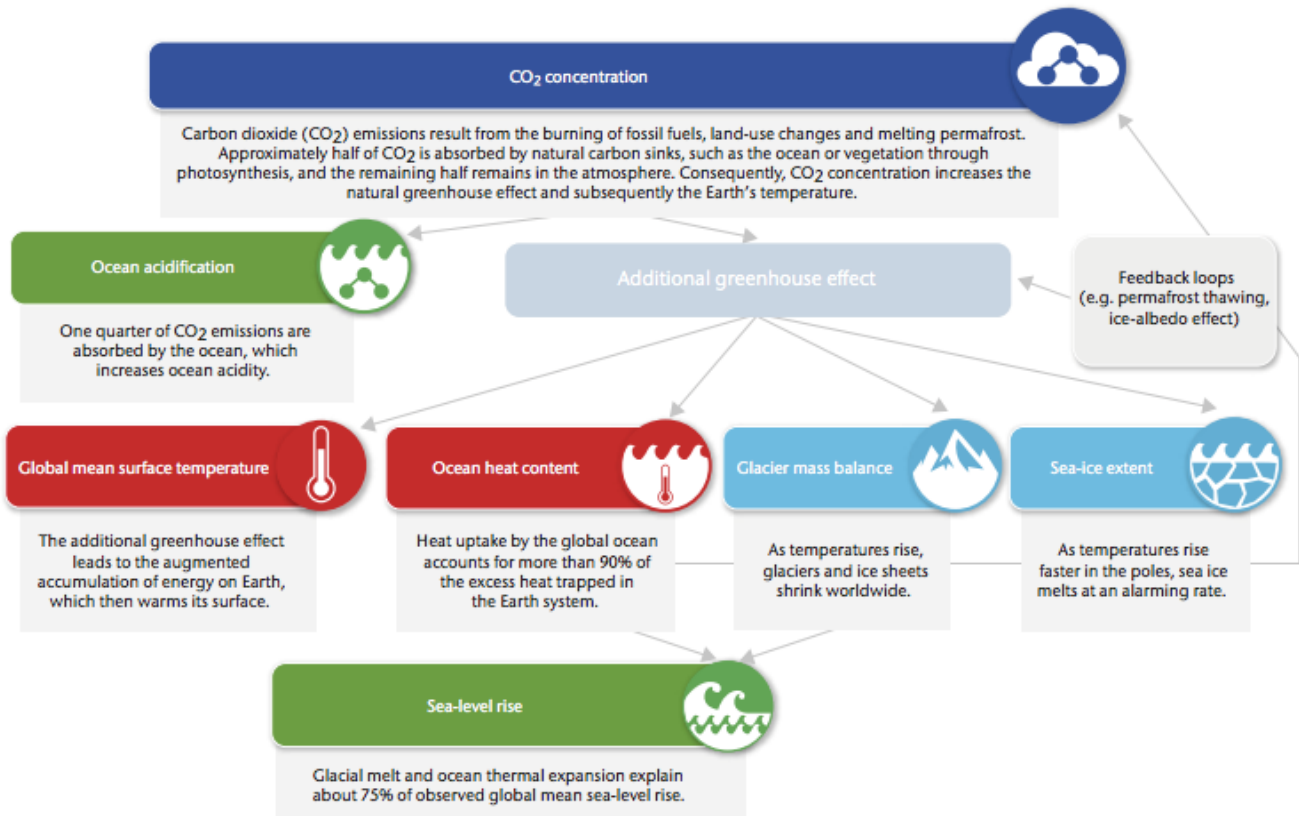 CO2 concentration
Carbon dioxide (CO2) emissions result from the burning of fossil fuels, land-use changes and melting permafrost.
Approximately half of CO2 is absorbed by natural carbon sinks, such as the ocean or vegetation through
photosynthesis, and the remaining half remains in the atmosphere. Consequently, CO2 concentration increases the
natural greenhouse effect and subsequently the Earth's temperature.
Ocean acidification
One quarter of CO2 emissions are
absorbed by the ocean, which
increases ocean acidity.
Additional greenhouse effect
Feedback loops
(e.g. permafrost thawing,
ice-albedo effect)
Global mean surface temperature
The additional greenhouse effect
leads to the augmented
accumulation of energy on Earth,
which then warms its surface.
Ocean heat content
Heat uptake by the global ocean
accounts for more than 90% of
the excess heat trapped in
the Earth system.
Glacier mass balance
As temperatures rise,
glaciers and ice sheets
shrink worldwide.
Sea-ice extent
As temperatures rise
faster in the poles, sea ice
melts at an alarming rate.
Sea-level rise
Glacial melt and ocean thermal expansion explain
about 75% of observed global mean sea-level rise.